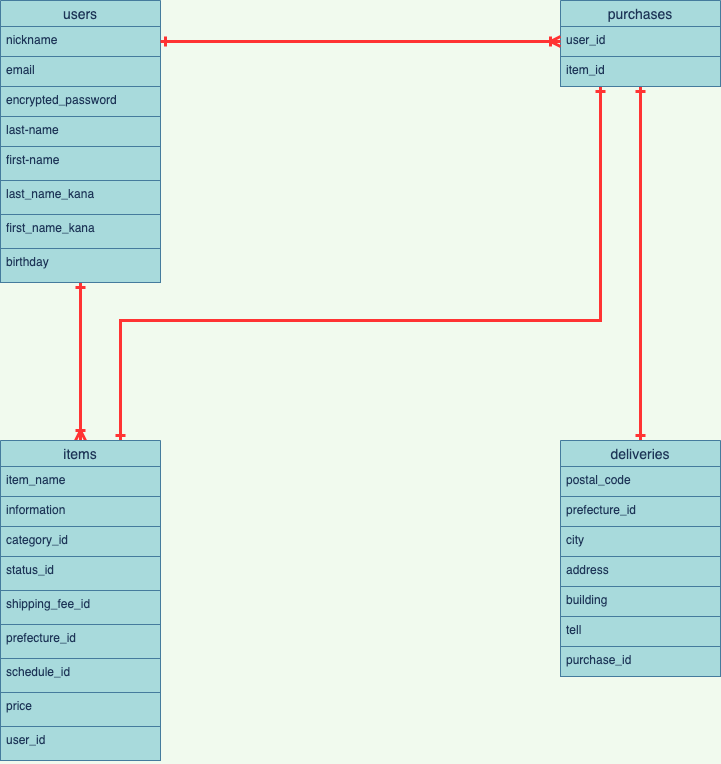 users
nickname
email
encrypted_password
last-name
first-name
last_name_kana
first_name_kana
birthday
purchases
user_id
item_id
items
item_name
information
category_id
status_id
shipping_fee_id
prefecture_id
schedule_id
price
user_id
deliveries
postal_code
prefecture_id
city
address
building
tell
purchase_id